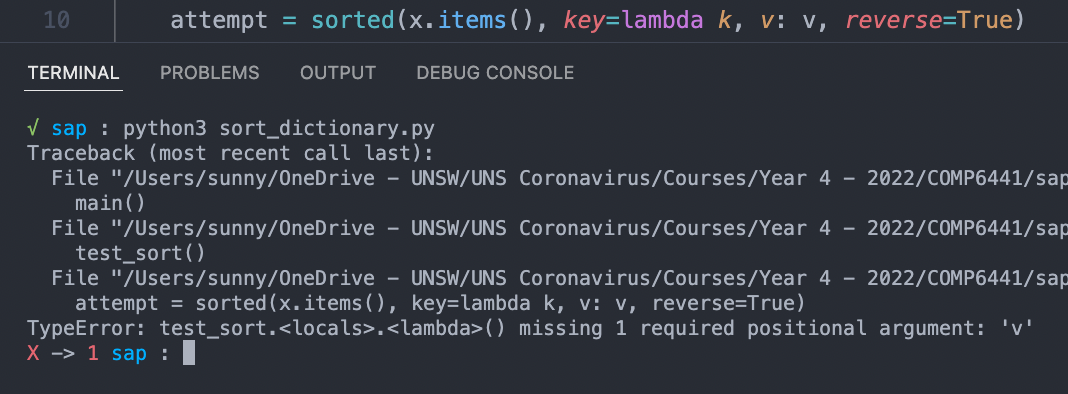 10 attempt = sorted(x.items(), key=lambda k, v: v, reverse=True)
TERMINAL PROBLEMS OUTPUT DEBUG CONSOLE
√ sap : python3 sort_dictionary.py
Traceback (most recent call last):
File "/Users/sunny/OneDrive - UNSW/UNS Coronavirus/Courses/Year 4 - 2022/COMP6441/sap
main()
File "/Users/sunny/OneDrive - UNSW/UNS Coronavirus/Courses/Year 4 - 2022/COMP6441/sap
test_sort()
File "/Users/sunny/OneDrive - UNSW/UNS Coronavirus/Courses/Year 4 - 2022/COMP6441/sap
attempt = sorted(x.items(), key=lambda k, v: v, reverse=True)
TypeError: test_sort.<locals>.<lambda>() missing 1 required positional argument: 'v'
X -> 1 sap :